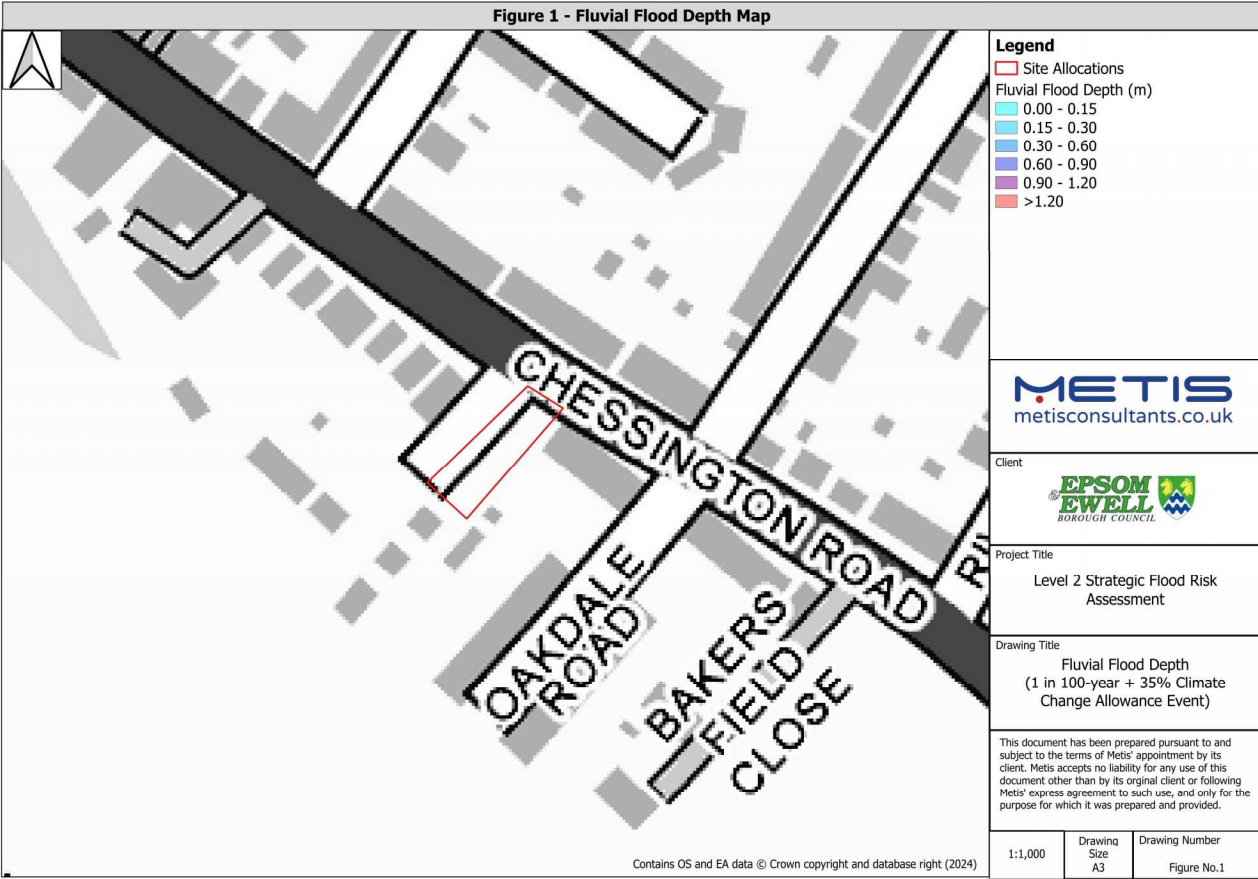 Figure 1 - Fluvial Flood Depth Map
CHESSINGTON ROAD
OAKDALE
ROAD
BAKERS
FIELD
CLOSE
Contains OS and EA data © Crown copyright and database right (2024)
Legend
Site Allocations
Fluvial Flood Depth (m)
0.00 - 0.15
0.15 - 0.30
0.30 - 0.60
0.60 - 0.90
0.90 - 1.20
>1.20
METIS
metisconsultants.co.uk
Client
EPSOM
& EWELL
BOROUGH COUNCIL
Project Title
Level 2 Strategic Flood Risk
Assessment
Drawing Title
Fluvial Flood Depth
(1 in 100-year + 35% Climate
Change Allowance Event)
This document has been prepared pursuant to and
subject to the terms of Metis' appointment by its
client. Metis accepts no liability for any use of this
document other than by its orginal client or following
Metis' express agreement to such use, and only for the
purpose for which it was prepared and provided.
1:1,000
Drawing
Size
A3
Drawing Number
Figure No.1